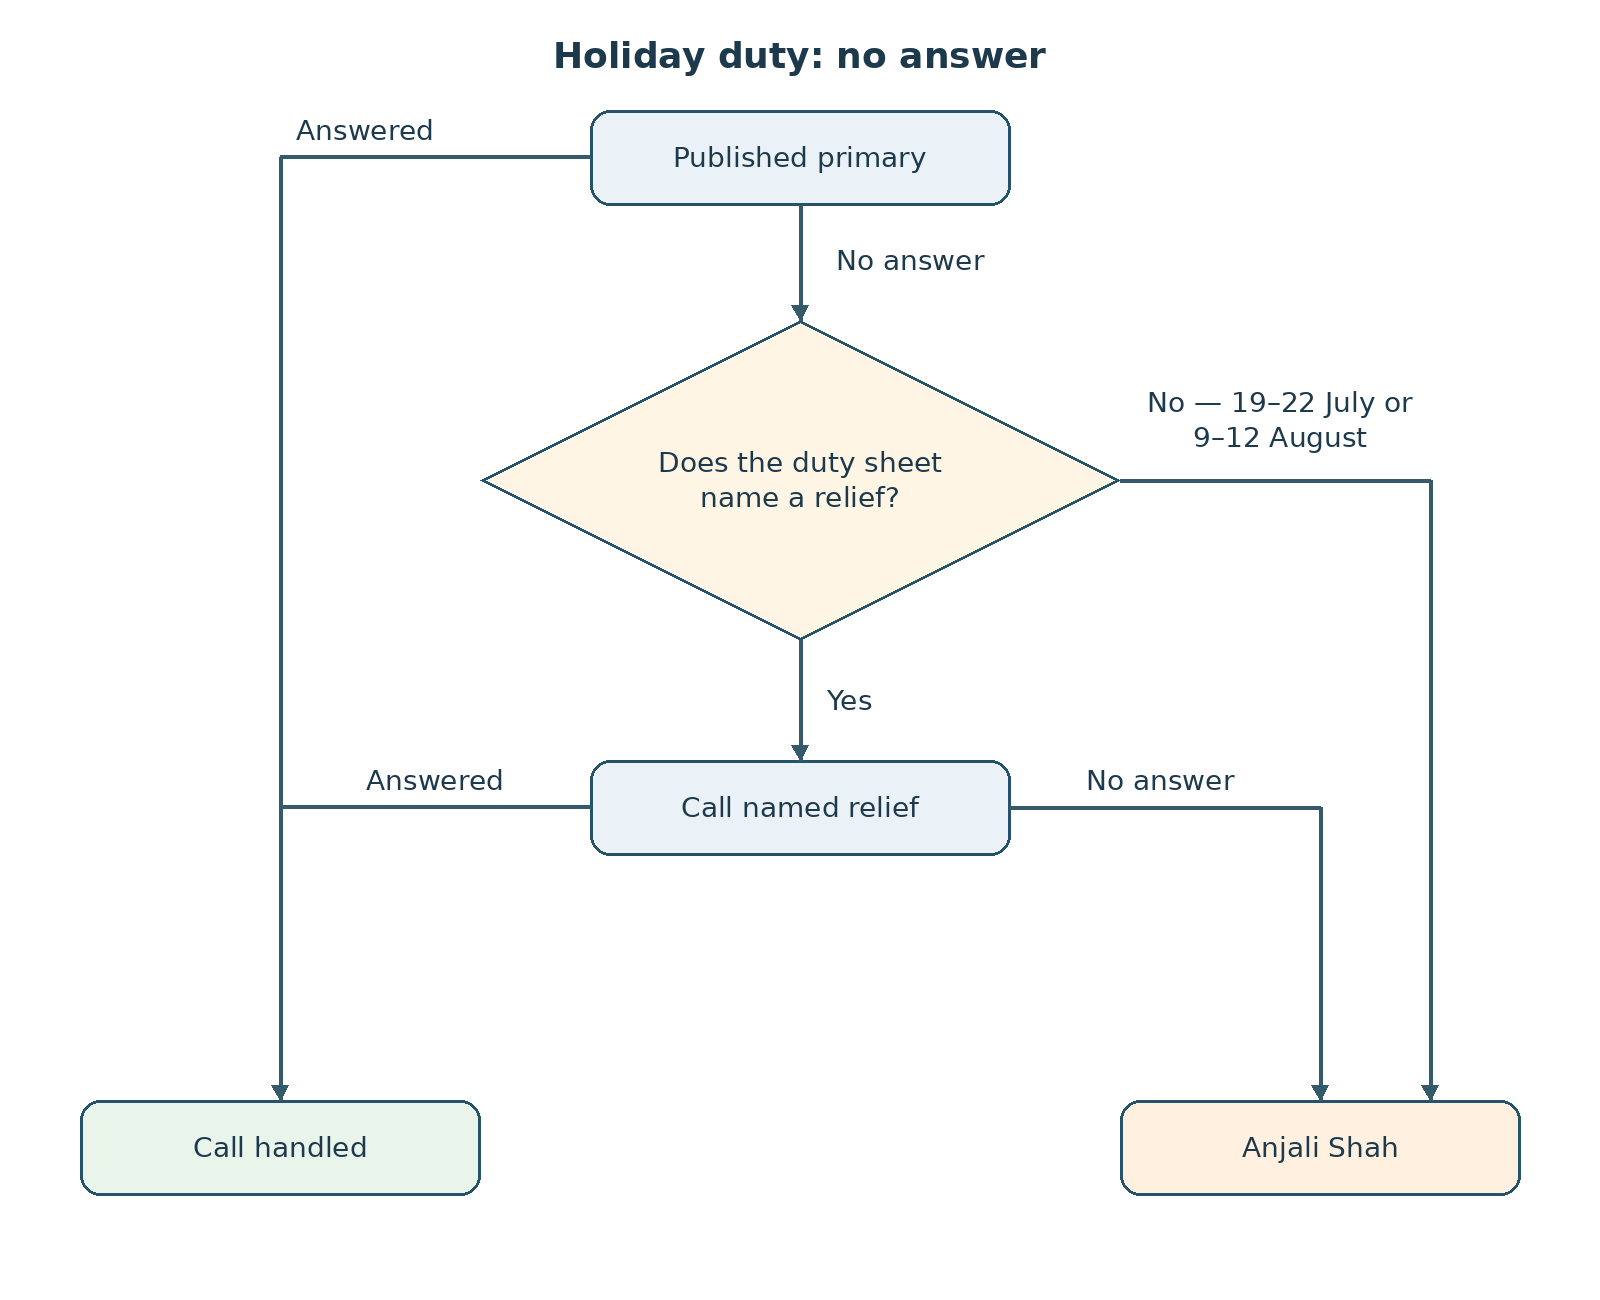 Holiday duty: no answer
Answered
Published primary
No answer
No — 19–22 July or
9–12 August
Does the duty sheet
name a relief?
Yes
Answered
Call named relief
No answer
Call handled
Anjali Shah